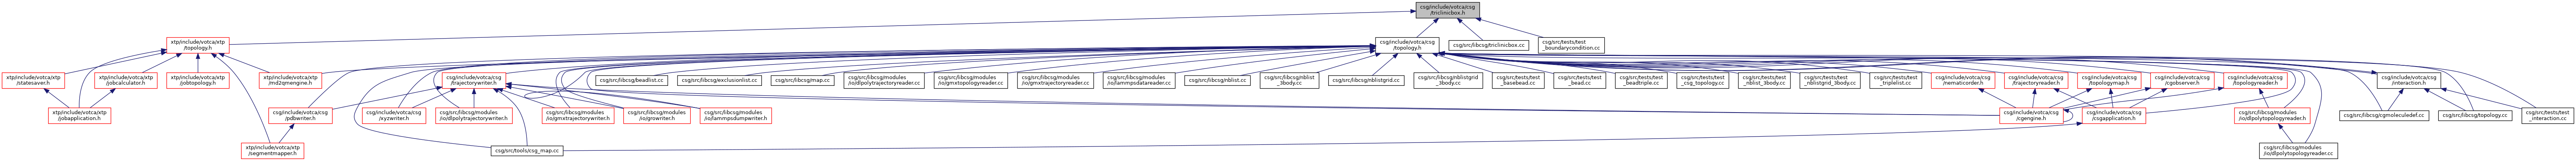 csg/include/votca/csg
/triclinicbox.h
xtp/include/votca/xtp
/topology.h
csg/include/votca/csg
/topology.h
csg/src/libcsg/triclinicbox.cc
csg/src/tests/test
_boundarycondition.cc
xtp/include/votca/xtp
/statesaver.h
xtp/include/votca/xtp
/qmcalculator.h
xtp/include/votca/xtp
/jobtopology.h
xtp/include/votca/xtp
/md2qmengine.h
csg/include/votca/csg
/trajectorywriter.h
csg/src/libcsg/beadlist.cc
csg/src/libcsg/exclusionlist.cc
csg/src/libcsg/map.cc
csg/src/libcsg/modules
/io/dlpolytrajectoryreader.cc
csg/src/libcsg/modules
/io/gmxtopologyreader.cc
csg/src/libcsg/modules
/io/gmxtrajectoryreader.cc
csg/src/libcsg/modules
/io/lammpsdatareader.cc
csg/src/libcsg/nblist.cc
csg/src/libcsg/nblist
_3body.cc
csg/src/libcsg/nblistgrid.cc
csg/src/libcsg/nblistgrid
_3body.cc
csg/src/tests/test
_basebead.cc
csg/src/tests/test
_bead.cc
csg/src/tests/test
_beadtriple.cc
csg/src/tests/test
_csg_topology.cc
csg/src/tests/test
_nblist_3body.cc
csg/src/tests/test
_nblistgrid_3body.cc
csg/src/tests/test
_triplelist.cc
csg/include/votca/csg
/nematicorder.h
csg/include/votca/csg
/trajectoryreader.h
csg/include/votca/csg
/topologymap.h
csg/include/votca/csg
/cgobserver.h
csg/include/votca/csg
/topologyreader.h
csg/include/votca/csg
/interaction.h
xtp/include/votca/xtp
/jobapplication.h
csg/include/votca/csg
/pdbwriter.h
csg/include/votca/csg
/xyzwriter.h
csg/src/libcsg/modules
/io/dlpolytrajectorywriter.h
csg/src/libcsg/modules
/io/gmxtrajectorywriter.h
csg/src/libcsg/modules
/io/growriter.h
csg/src/libcsg/modules
/io/lammpsdumpwriter.h
csg/include/votca/csg
/cgengine.h
csg/include/votca/csg
/csgapplication.h
csg/src/libcsg/modules
/io/dlpolytopologyreader.h
csg/src/libcsg/cgmoleculedef.cc
csg/src/libcsg/topology.cc
csg/src/tests/test
_interaction.cc
xtp/include/votca/xtp
/segmentmapper.h
csg/src/tools/csg_map.cc
csg/src/libcsg/modules
/io/dlpolytopologyreader.cc